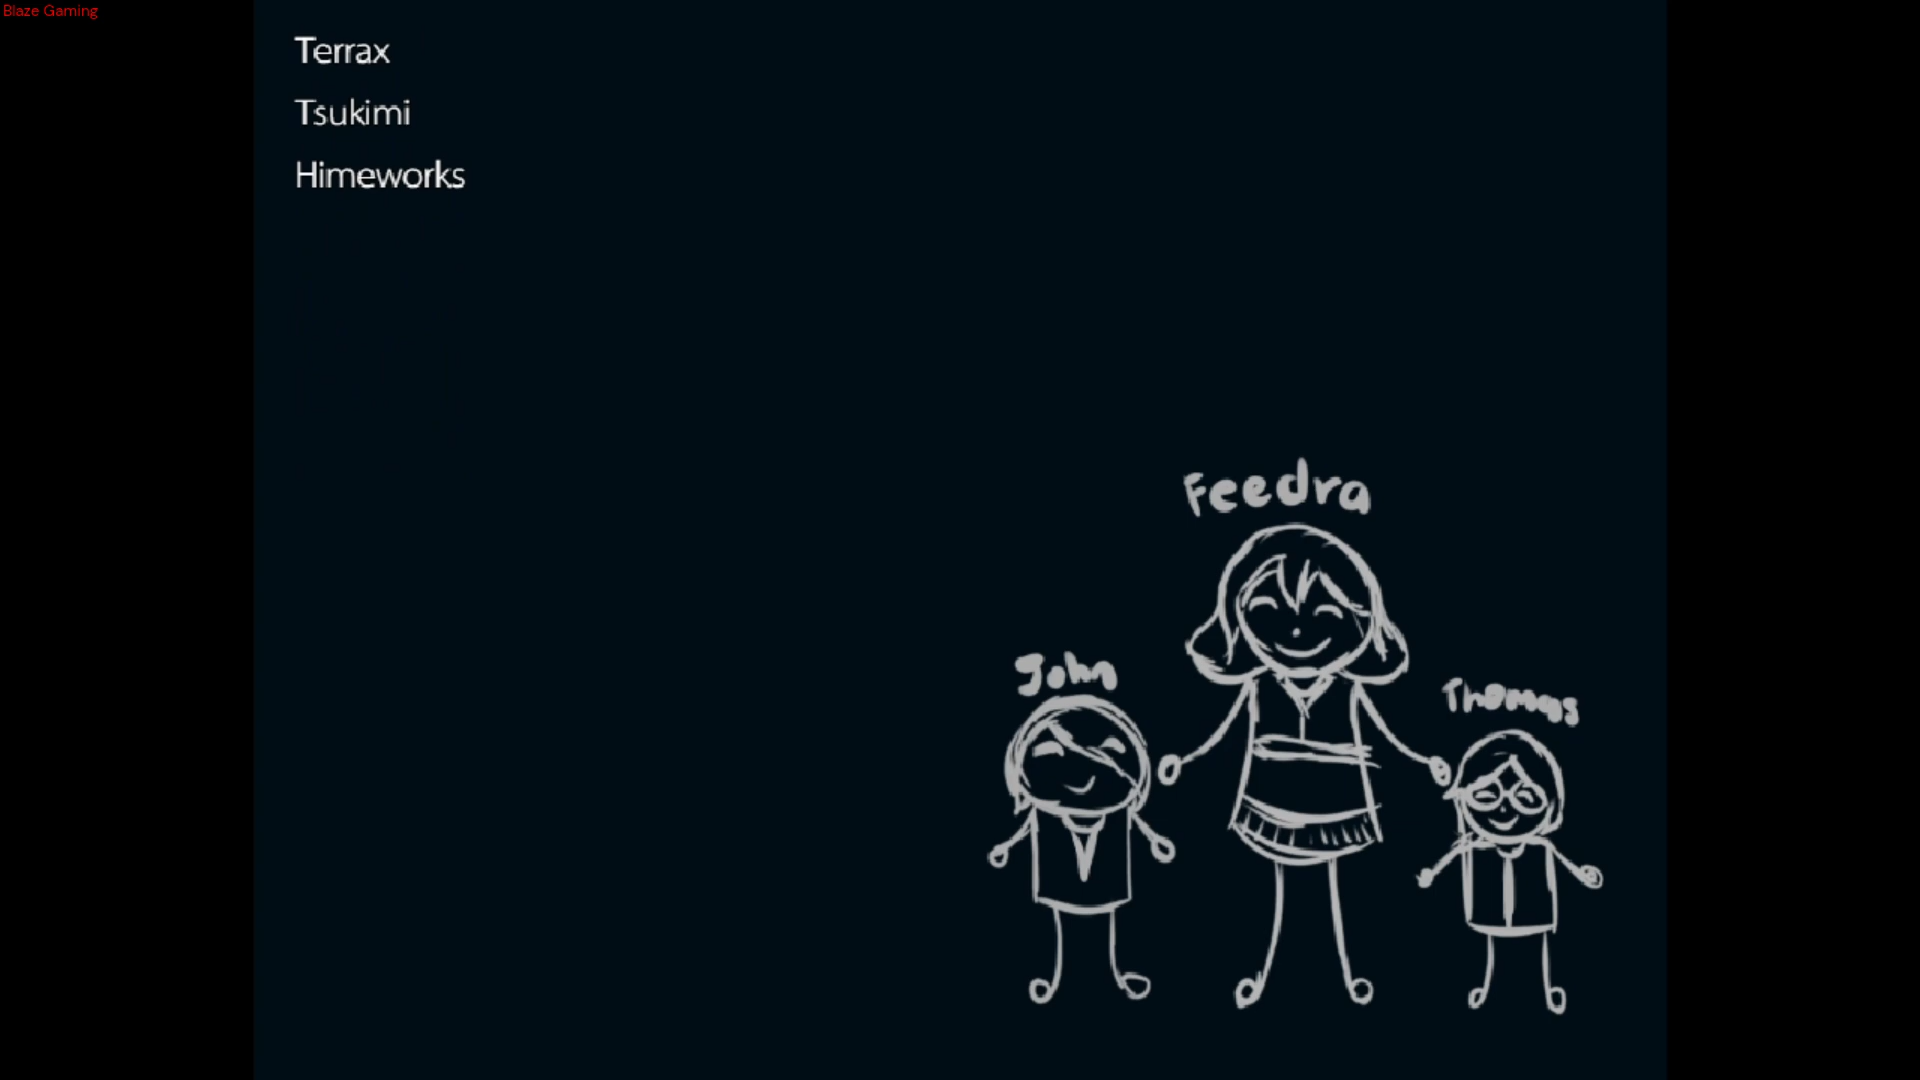 Blaze Gaming
Terrax
Tsukimi
Himeworks
Feedra
John
Thomas